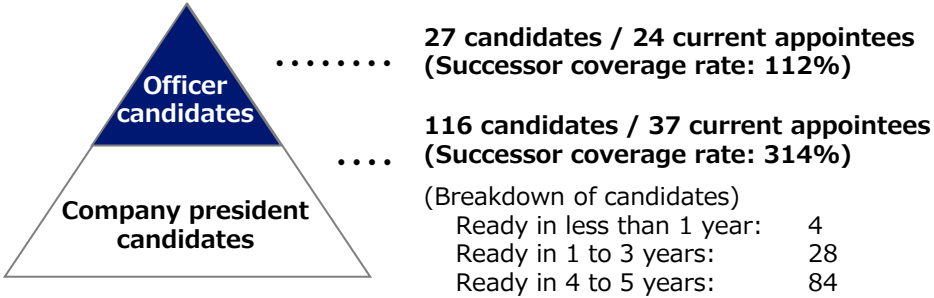 Officer
candidates
27 candidates / 24 current appointees
(Successor coverage rate: 112%)
Company president
candidates
116 candidates / 37 current appointees
(Successor coverage rate: 314%)
(Breakdown of candidates)
Ready in less than 1 year: 4
Ready in 1 to 3 years: 28
Ready in 4 to 5 years: 84